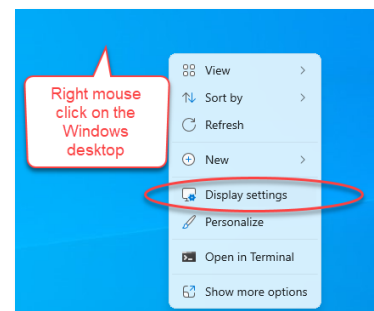 Right mouse
click on the
Windows
desktop
View
Sort by
Refresh
New
Display settings
Personalize
Open in Terminal
Show more options